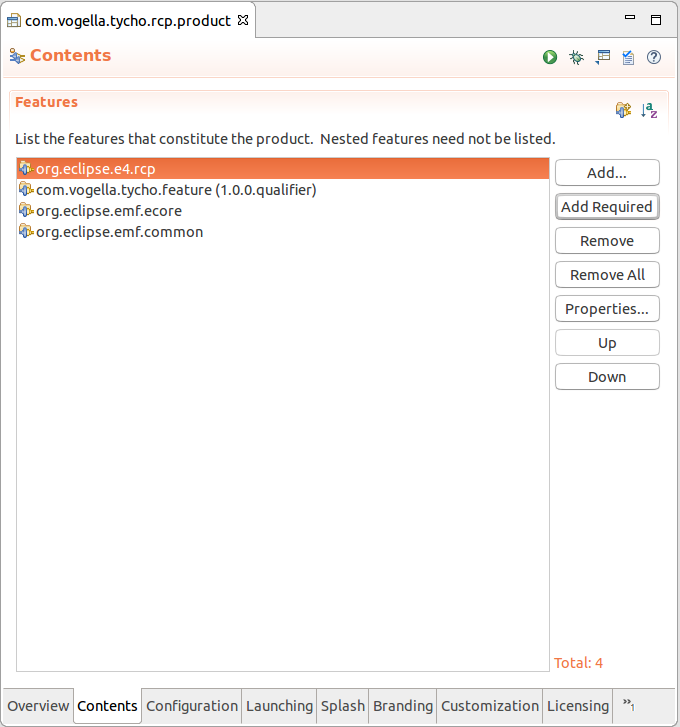 com.vogella.tycho.rcp.product
Contents
Features
List the features that constitute the product.  Nested features need not be listed.
org.eclipse.e4.rcp
com.vogella.tycho.feature (1.0.0.qualifier)
org.eclipse.emf.ecore
org.eclipse.emf.common
Add...
Add Required
Remove
Remove All
Properties...
Up
Down
Total: 4
Overview Contents Configuration Launching Splash Branding Customization Licensing »1